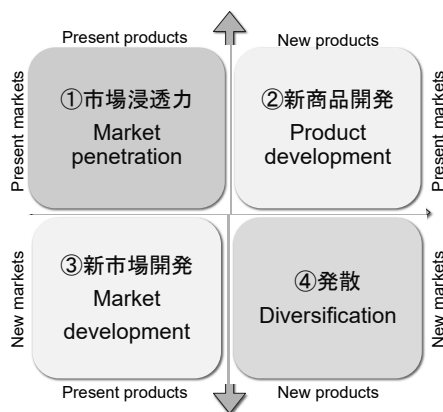 Present products
New products
Present markets
①市場浸透力
Market
penetration
②新商品開発
Product
development
Present markets
New markets
③新市場開発
Market
development
④発散
Diversification
New markets
Present products
New products